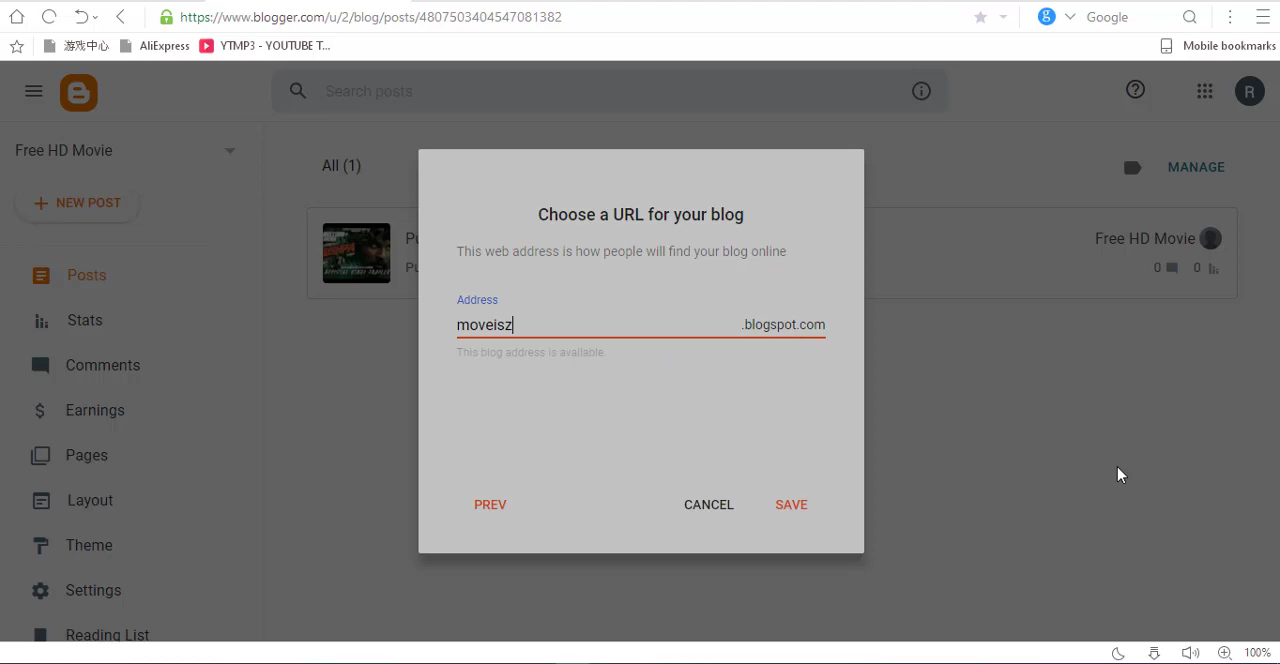 https://www.blogger.com/u/2/blog/posts/4807503404547081382
Google
游戏中心
AliExpress
YTMP3 - YOUTUBE T...
Mobile bookmarks
Search posts
R
Free HD Movie
All (1)
MANAGE
NEW POST
Free HD Movie
0
0
Posts
Stats
Comments
Earnings
Pages
Layout
Theme
Settings
Reading List
Choose a URL for your blog
This web address is how people will find your blog online
Address
moveisz
.blogspot.com
This blog address is available.
PREV
CANCEL
SAVE
100%